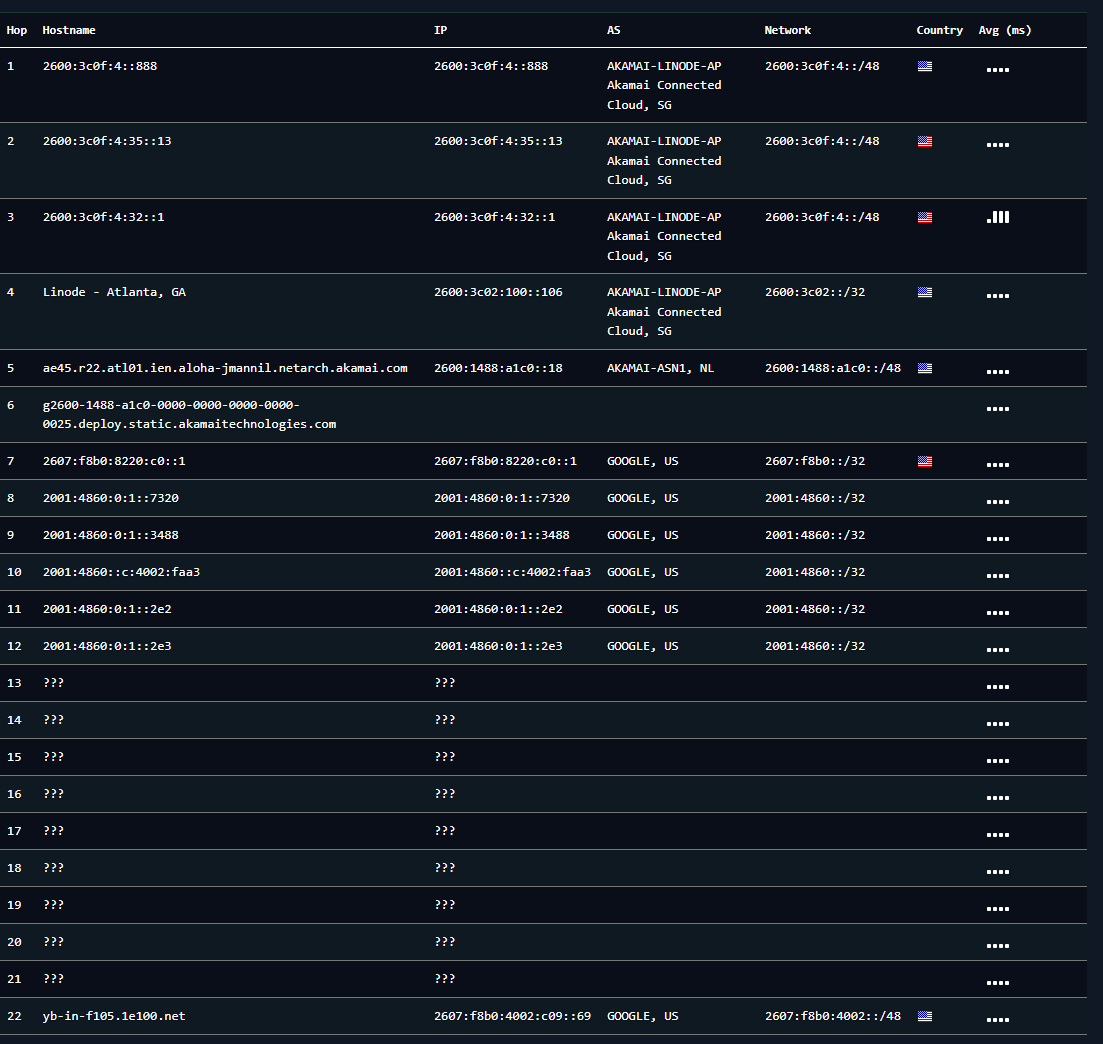 Hop Hostname IP AS Network Country Avg (ms)
1 2600:3c0f:4::888 2600:3c0f:4::888 AKAMAI-LINODE-AP 2600:3c0f:4::/48
Akamai Connected
Cloud, SG
2 2600:3c0f:4:35::13 2600:3c0f:4:35::13 AKAMAI-LINODE-AP 2600:3c0f:4::/48
Akamai Connected
Cloud, SG
3 2600:3c0f:4:32::1 2600:3c0f:4:32::1 AKAMAI-LINODE-AP 2600:3c0f:4::/48
Akamai Connected
Cloud, SG
4 Linode - Atlanta, GA 2600:3c02:100::106 AKAMAI-LINODE-AP 2600:3c02::/32
Akamai Connected
Cloud, SG
5 ae45.r22.atl01.ien.aloha-jmannil.netarch.akamai.com 2600:1488:a1c0::18 AKAMAI-ASN1, NL 2600:1488:a1c0::/48
6 g2600-1488-a1c0-0000-0000-0000-0000-
0025.deploy.static.akamaitechnologies.com
7 2607:f8b0:8220:c0::1 2607:f8b0:8220:c0::1 GOOGLE, US 2607:f8b0::/32
8 2001:4860:0:1::7320 2001:4860:0:1::7320 GOOGLE, US 2001:4860::/32
9 2001:4860:0:1::3488 2001:4860:0:1::3488 GOOGLE, US 2001:4860::/32
10 2001:4860::c:4002:faa3 2001:4860::c:4002:faa3 GOOGLE, US 2001:4860::/32
11 2001:4860:0:1::2e2 2001:4860:0:1::2e2 GOOGLE, US 2001:4860::/32
12 2001:4860:0:1::2e3 2001:4860:0:1::2e3 GOOGLE, US 2001:4860::/32
13 ??? ???
14 ??? ???
15 ??? ???
16 ??? ???
17 ??? ???
18 ??? ???
19 ??? ???
20 ??? ???
21 ??? ???
22 yb-in-f105.1e100.net 2607:f8b0:4002:c09::69 GOOGLE, US 2607:f8b0:4002::/48